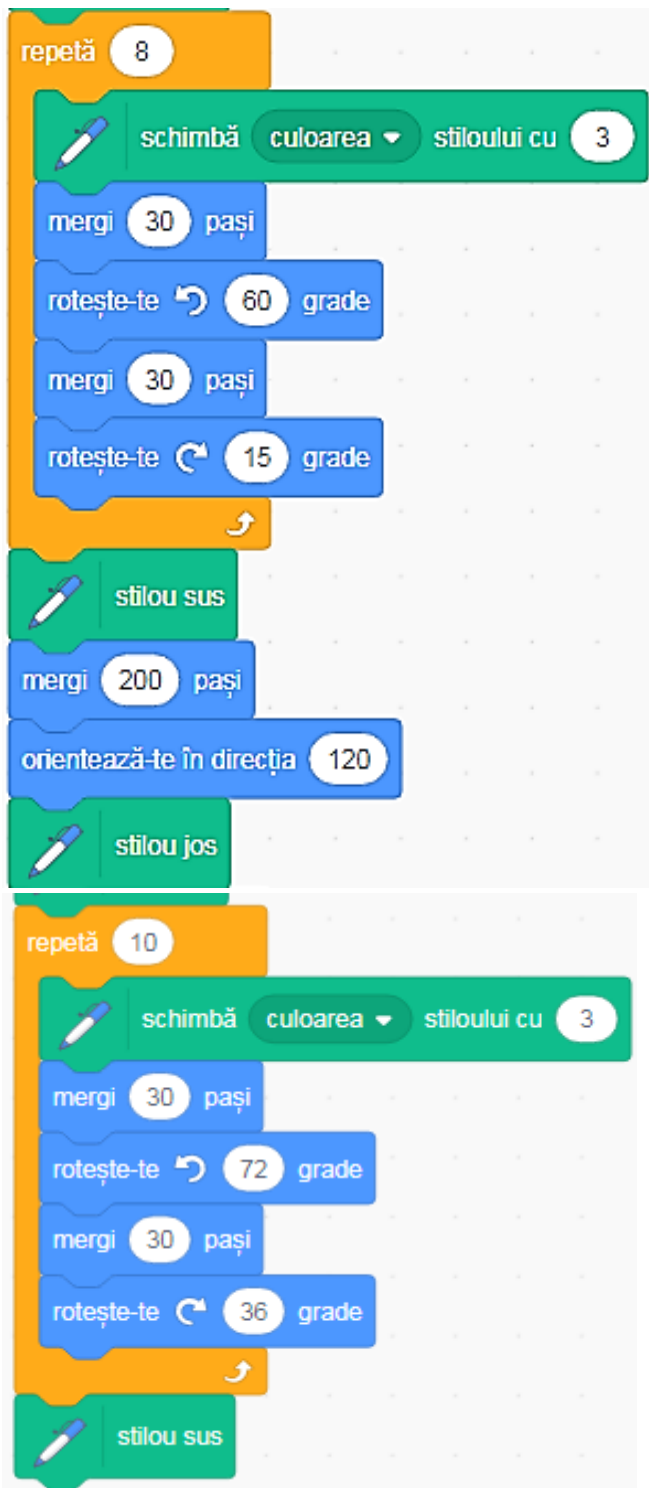 repetă 8
schimbă culoarea stiloului cu 3
mergi 30 pași
rotește-te 60 grade
mergi 30 pași
rotește-te 15 grade
stilou sus
mergi 200 pași
orientează-te în direcția 120
stilou jos
repetă 10
schimbă culoarea stiloului cu 3
mergi 30 pași
rotește-te 72 grade
mergi 30 pași
rotește-te 36 grade
stilou sus